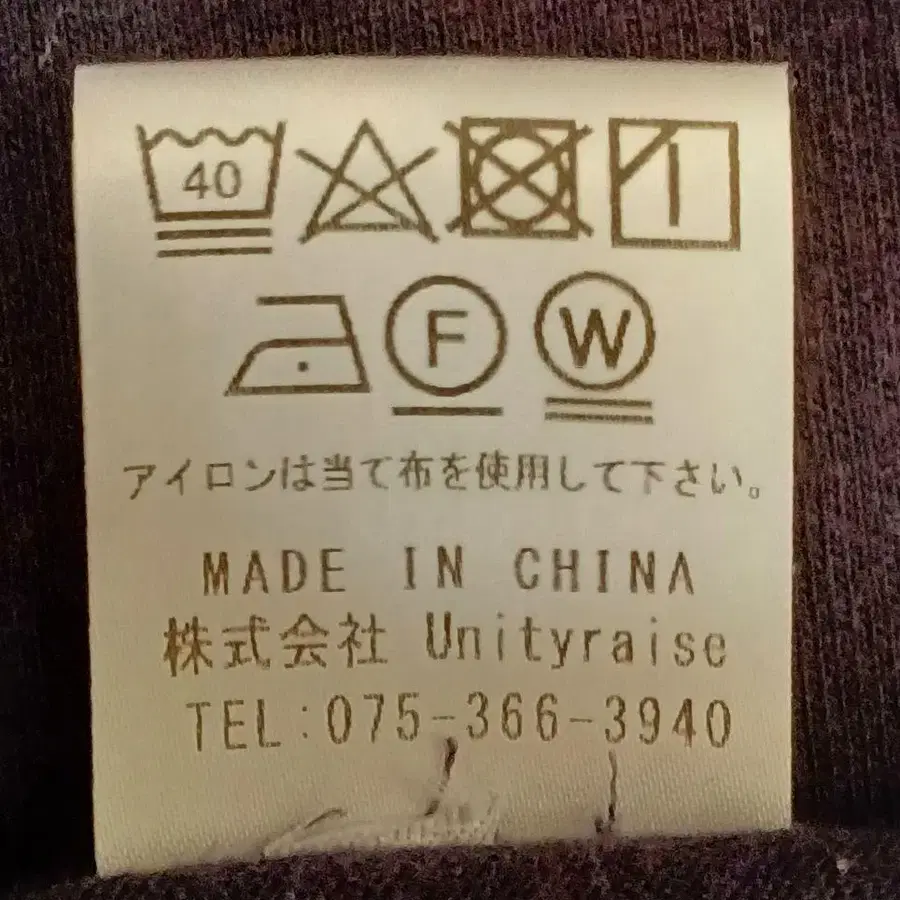 40
F W
アイロンは当て布を使用して下さい。
MADE IN CHINA
株式会社 Unityraise
TEL:075-366-3940